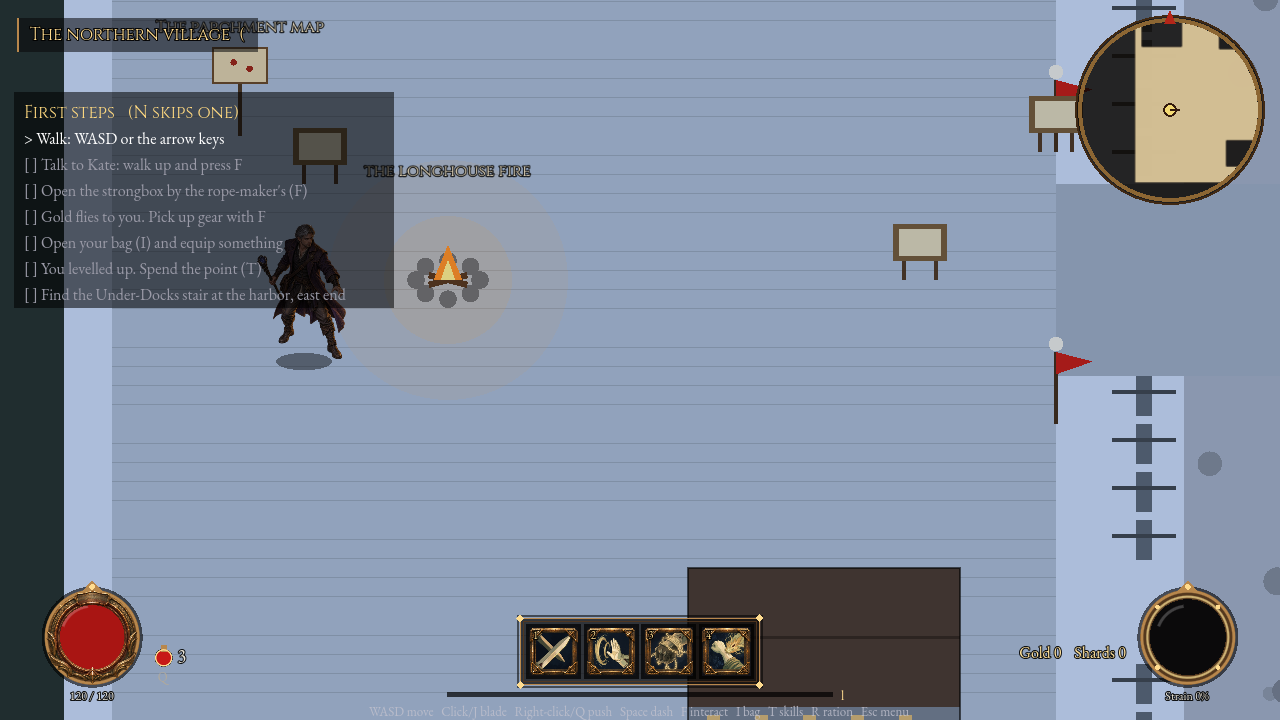 THE PARCHMENT MAP
THE NORTHERN VILLAGE (
FIRST STEPS (N SKIPS ONE)
> Walk: WASD or the arrow keys
[ ] Talk to Kate: walk up and press F
[ ] Open the strongbox by the rope-maker's (F)
[ ] Gold flies to you. Pick up gear with F
[ ] Open your bag (I) and equip something
[ ] You levelled up. Spend the point (T)
[ ] Find the Under-Docks stair at the harbor, east end
THE LONGHOUSE FIRE
3
Q
120 / 120
2
1
Gold 0 Shards 0
Strain 0%
WASD move Click/J blade Right-click/Q push Space dash F interact I bag T skills R ration Esc menu